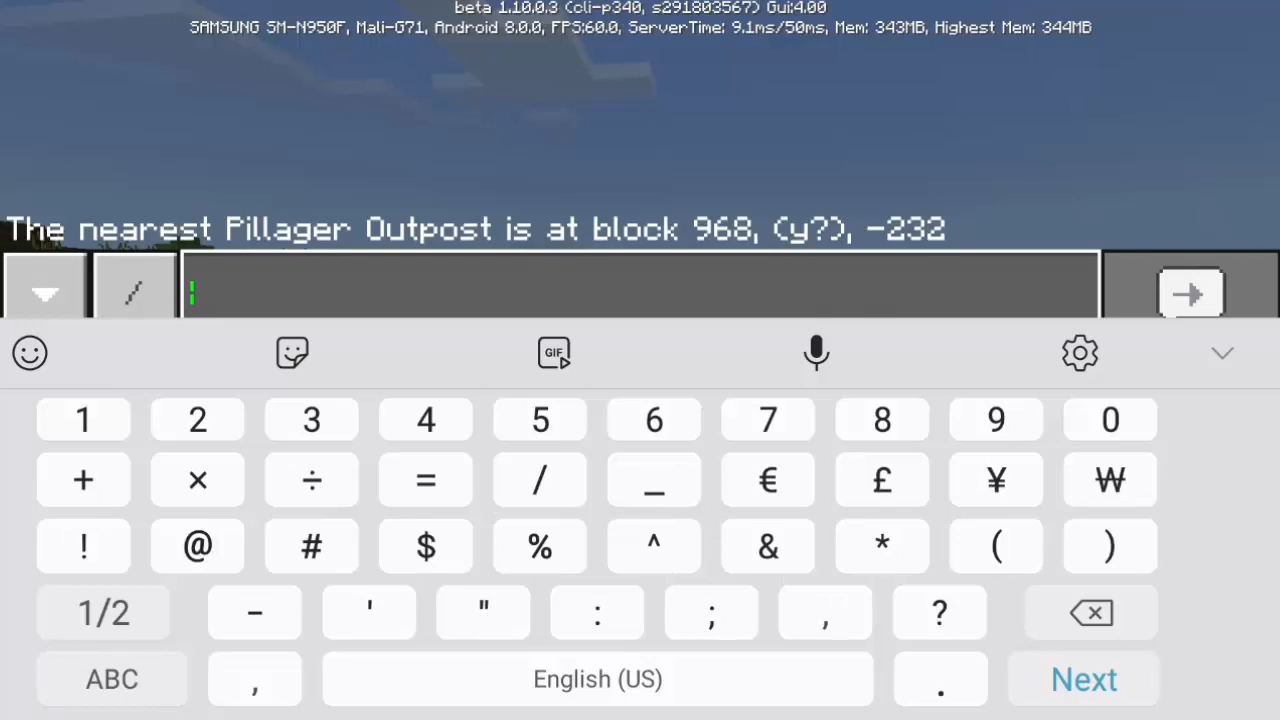 beta 1.10.0.3 (coli-p340, s291803567) Gui:4.00
SAMSUNG SM-N950F, Mali-G71, Android 8.0.0, FPS:60.0, ServerTime: 9.1ms/50ms, Mem: 343MB, Highest Mem: 344MB
The nearest Pillager Outpost is at block 968, (y?), -232
/
GIF
1 2 3 4 5 6 7 8 9 0
+ × ÷ = / _ € £ ¥ ₩
! @ # $ % ^ & * ( )
1/2 - ' " : ; , ?
ABC , English (US) . Next